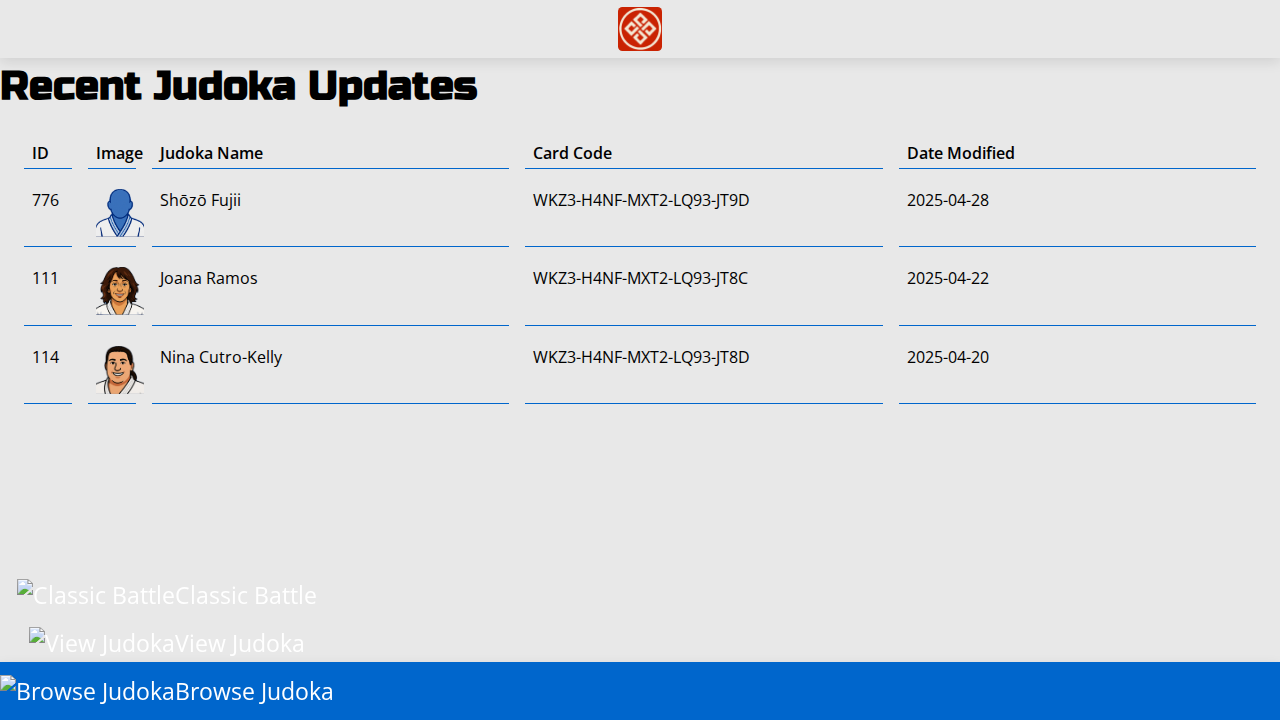 Recent Judoka Updates
ID Image Judoka Name Card Code Date Modified
776 Shōzō Fujii WKZ3-H4NF-MXT2-LQ93-JT9D 2025-04-28
111 Joana Ramos WKZ3-H4NF-MXT2-LQ93-JT8C 2025-04-22
114 Nina Cutro-Kelly WKZ3-H4NF-MXT2-LQ93-JT8D 2025-04-20
Classic BattleClassic Battle
View JudokaView Judoka
Browse JudokaBrowse Judoka